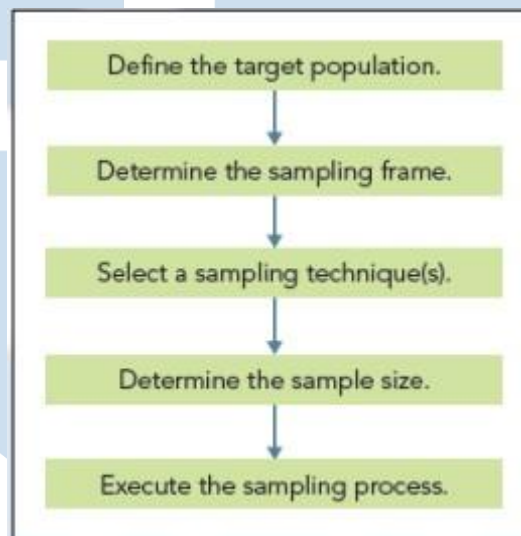 Define the target population.
Determine the sampling frame.
Select a sampling technique(s).
Determine the sample size.
Execute the sampling process.